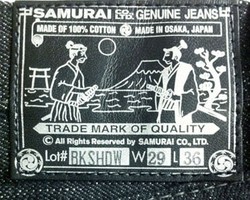 SAMURAI GENUINE JEANS
MADE OF 100% COTTON MADE IN OSAKA, JAPAN
TRADE MARK OF QUALITY
© All Rights Reserved by SAMURAI CO., LTD.
Lot# BKSHDW W 29 L 36